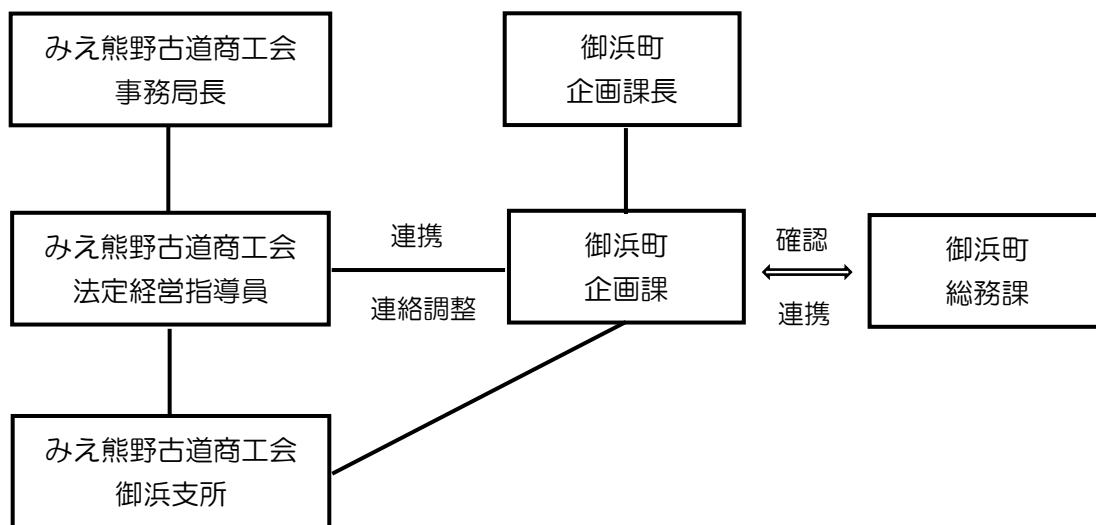 みえ熊野古道商工会
事務局長
御浜町
企画課長
みえ熊野古道商工会
法定経営指導員
連携
連絡調整
御浜町
企画課
確認
連携
御浜町
総務課
みえ熊野古道商工会
御浜支所